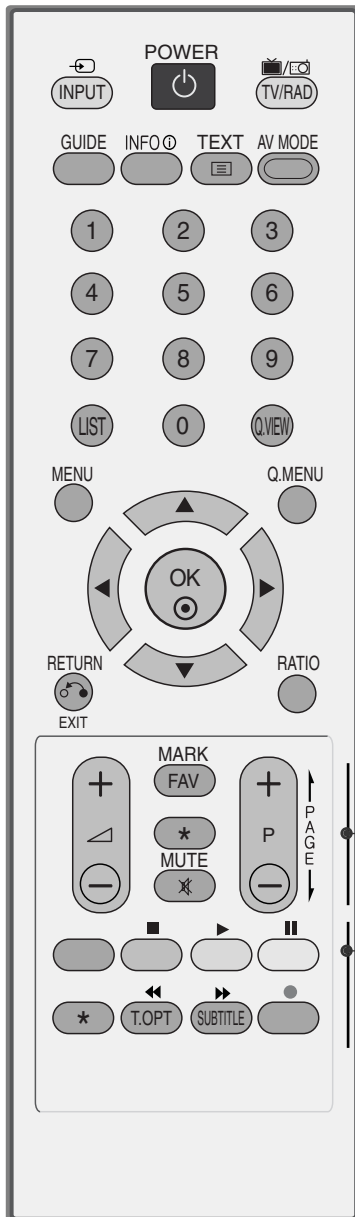 POWER
INPUT TV/RAD
GUIDE INFO i TEXT AV MODE
1 2 3
4 5 6
7 8 9
LIST 0 Q.VIEW
MENU Q.MENU
OK
RETURN RATIO
EXIT
MARK
FAV
+ +
* P PAGE
MUTE
- -
* T.OPT SUBTITLE